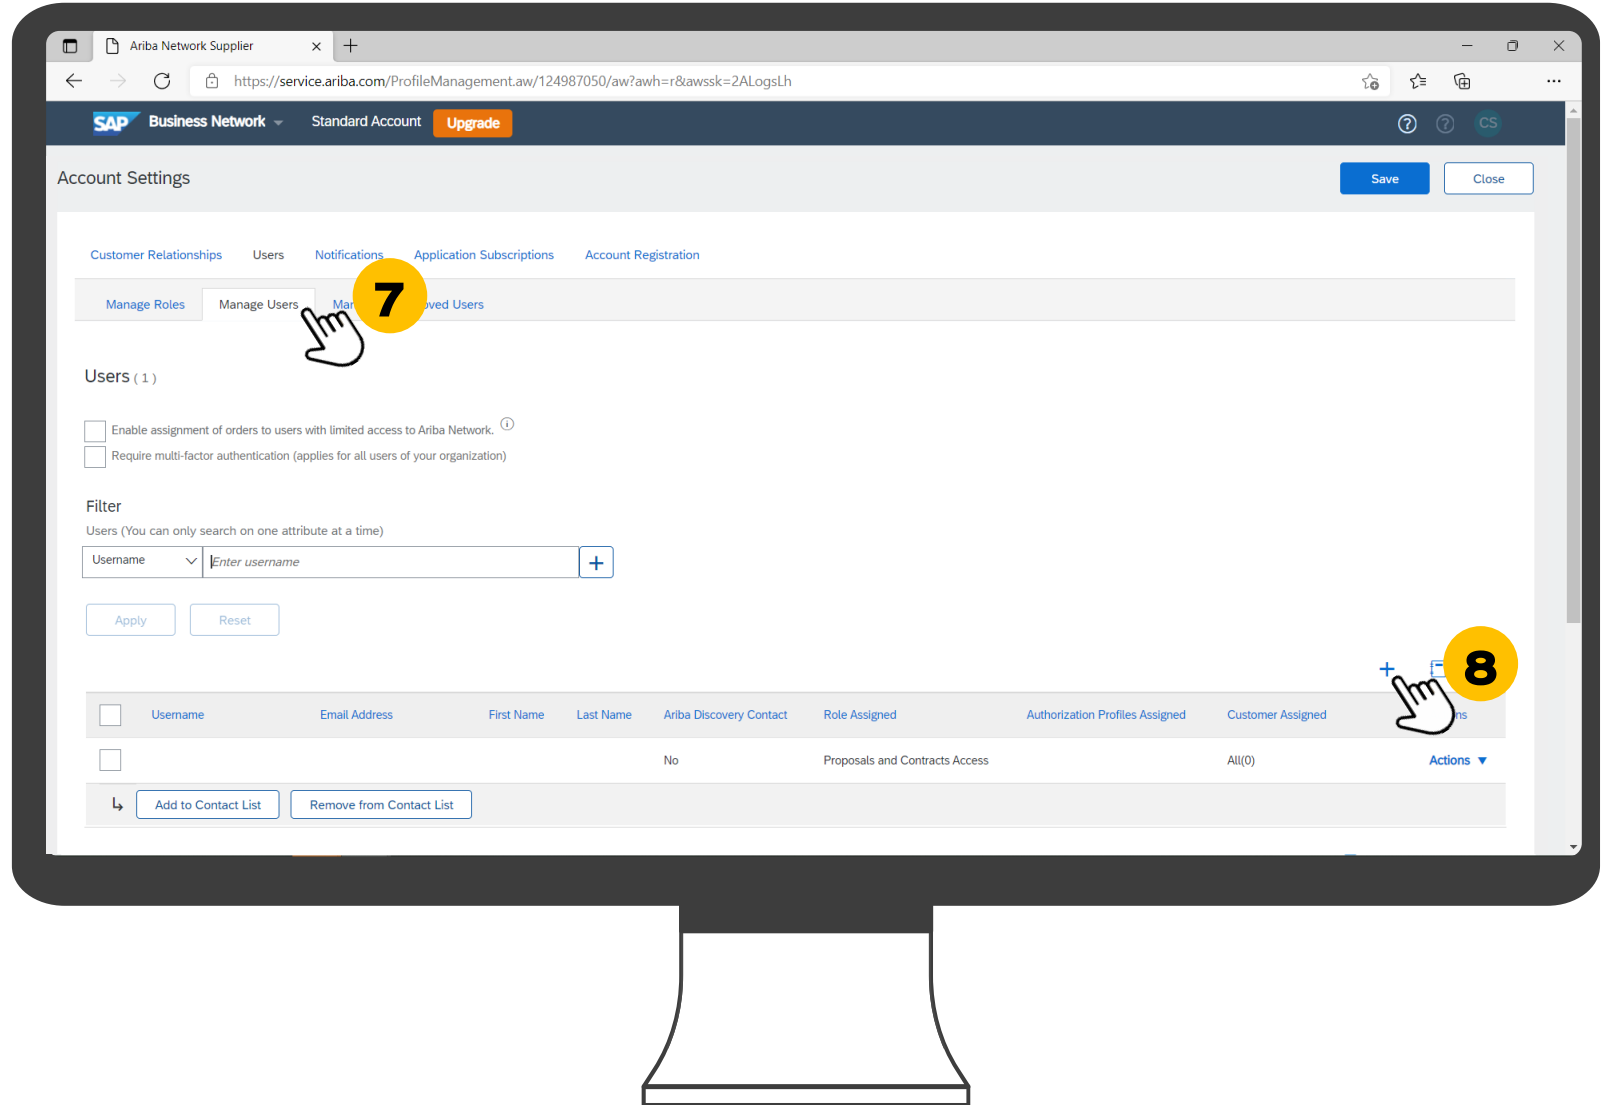 Ariba Network Supplier
https://service.ariba.com/ProfileManagement.aw/124987050/aw?awh=r&awssk=2ALogsLh
SAP Business Network Standard Account Upgrade CS
Account Settings Save Close
Customer Relationships Users Notifications Application Subscriptions Account Registration
7
Manage Roles Manage Users Mar ved Users
Users (1)
Enable assignment of orders to users with limited access to Ariba Network.
Require multi-factor authentication (applies for all users of your organization)
Filter
Users (You can only search on one attribute at a time)
Username Enter username +
Apply Reset
+ 8
Username Email Address First Name Last Name Ariba Discovery Contact Role Assigned Authorization Profiles Assigned Customer Assigned ns
No Proposals and Contracts Access All(0) Actions
Add to Contact List Remove from Contact List